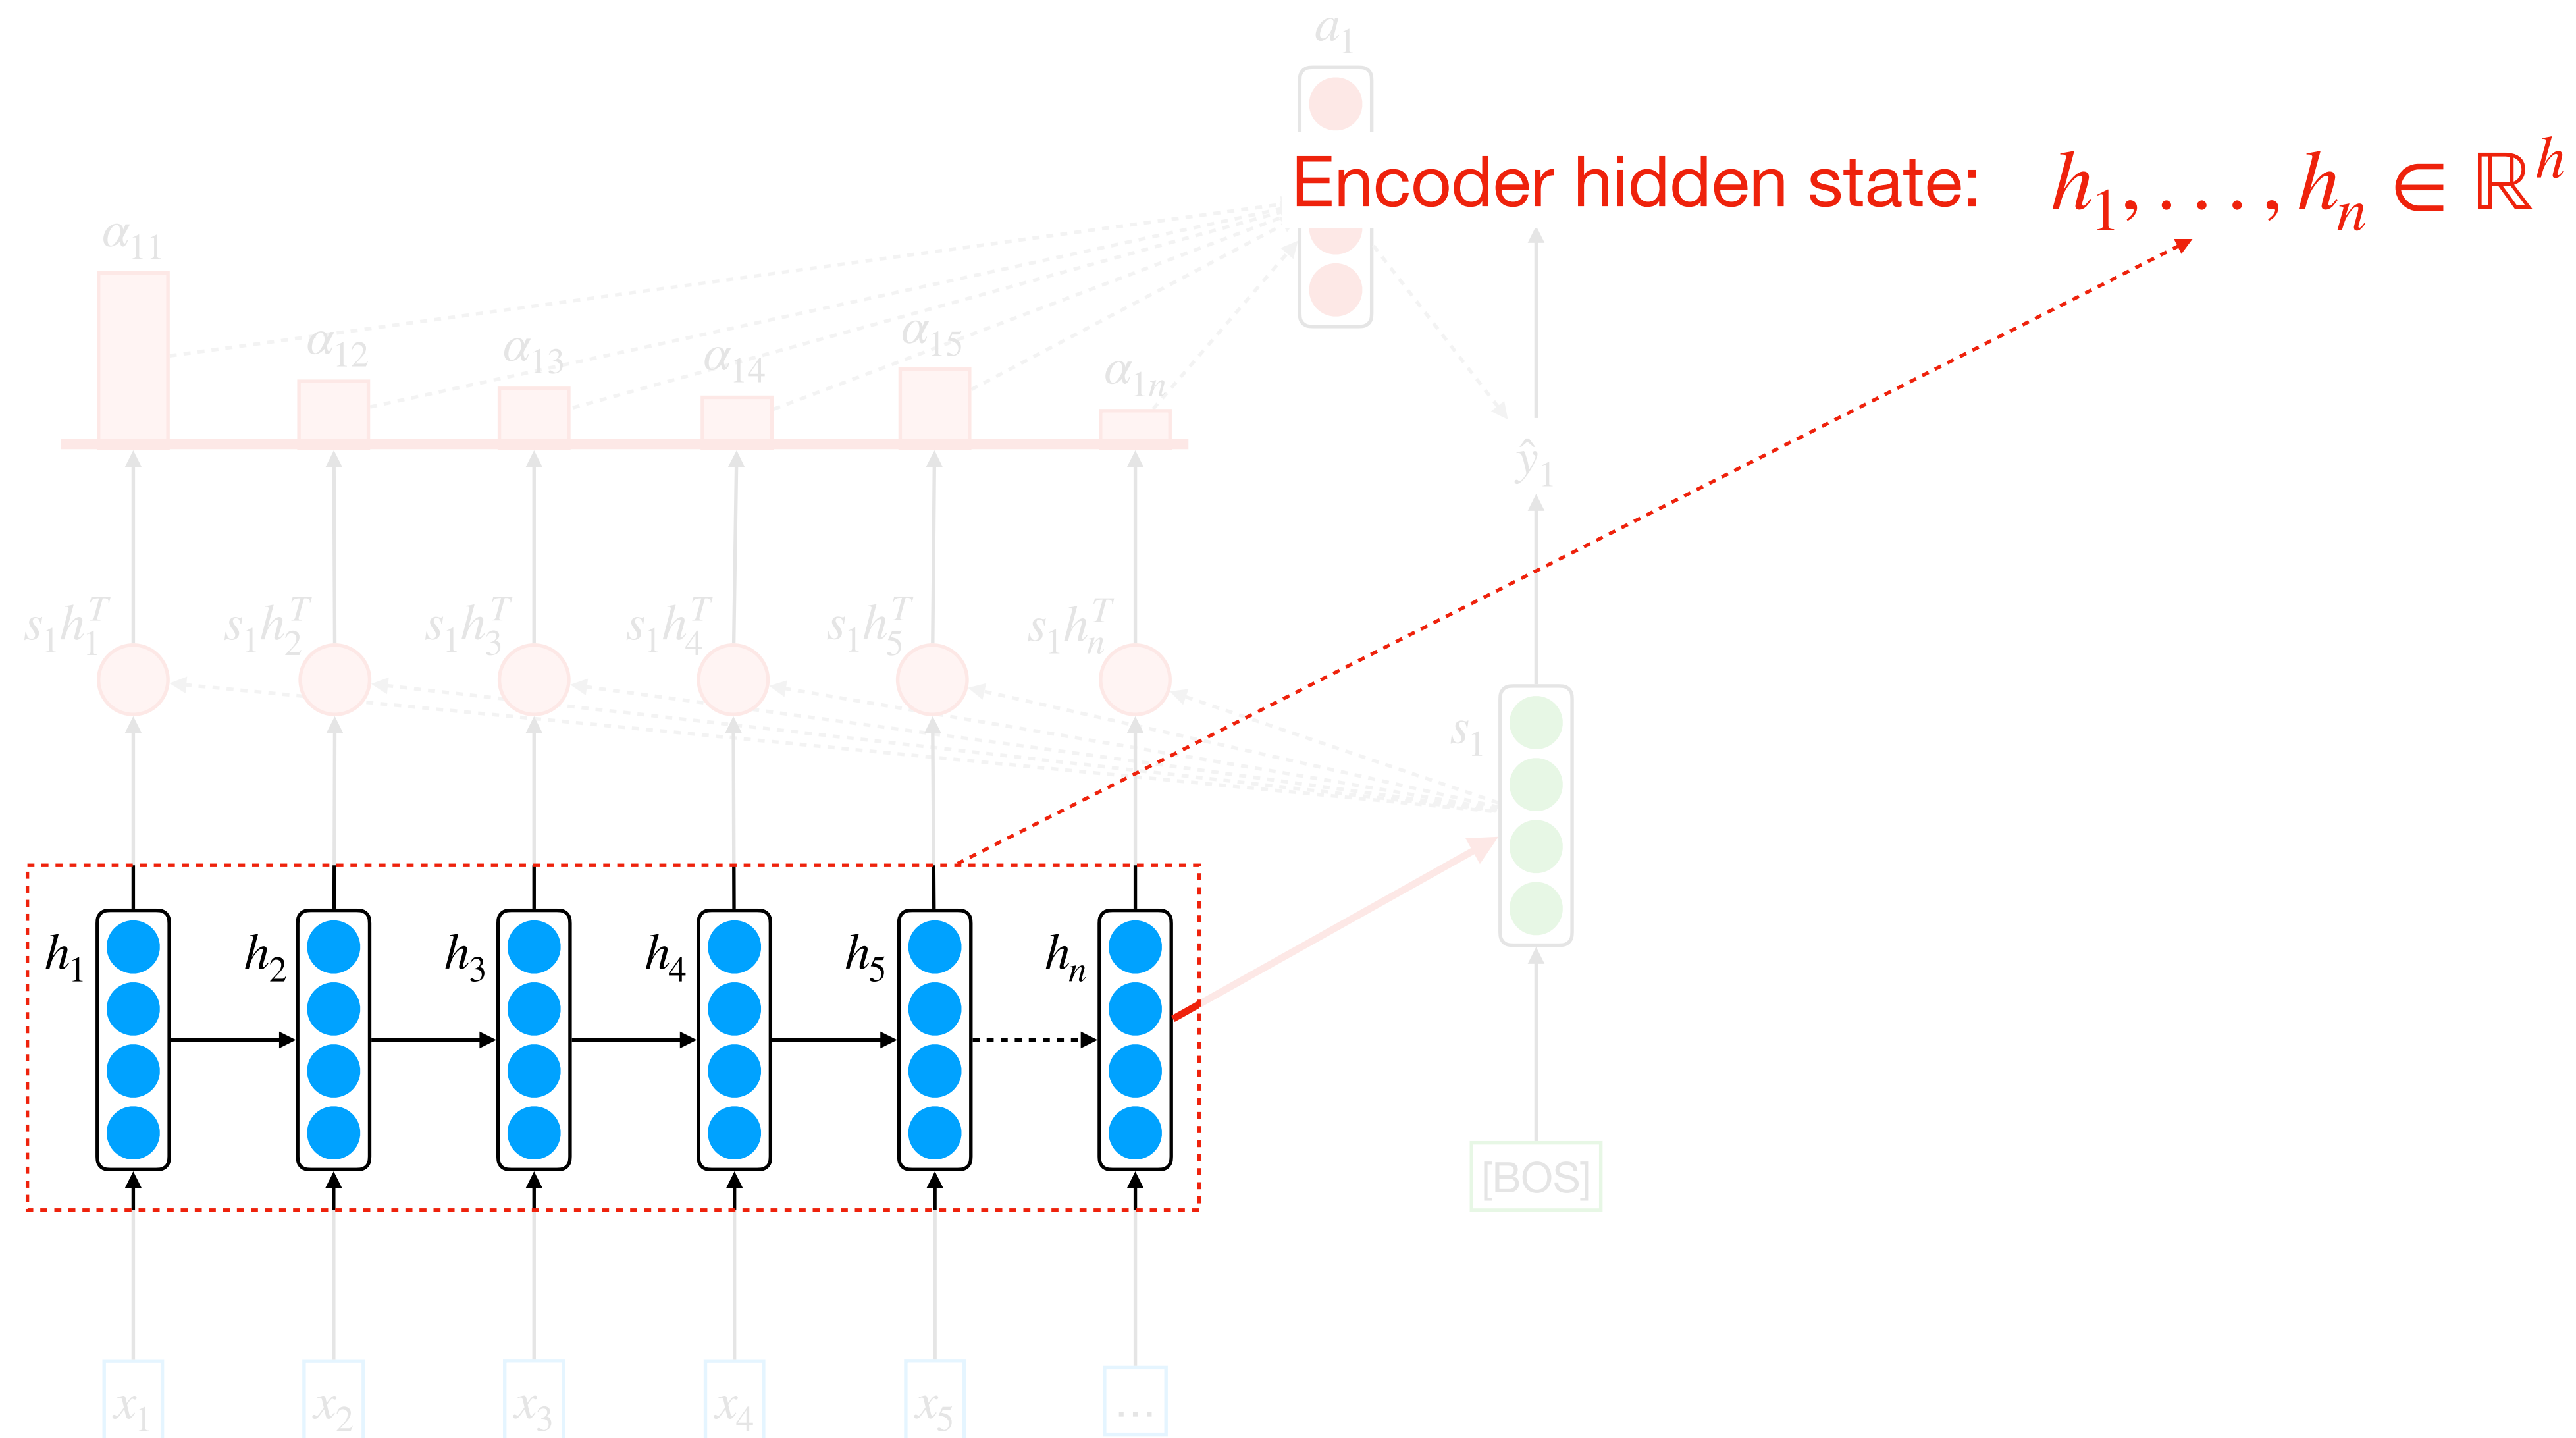 a₁
Encoder hidden state: h₁, . . . , hₙ ∈ ℝʰ
α₁₁
α₁₂ α₁₃ α₁₄ α₁₅ α₁ₙ
ŷ₁
s₁h₁ᵀ s₁h₂ᵀ s₁h₃ᵀ s₁h₄ᵀ s₁h₅ᵀ s₁hₙᵀ
s₁
h₁ h₂ h₃ h₄ h₅ hₙ
[BOS]
x₁ x₂ x₃ x₄ x₅ ...